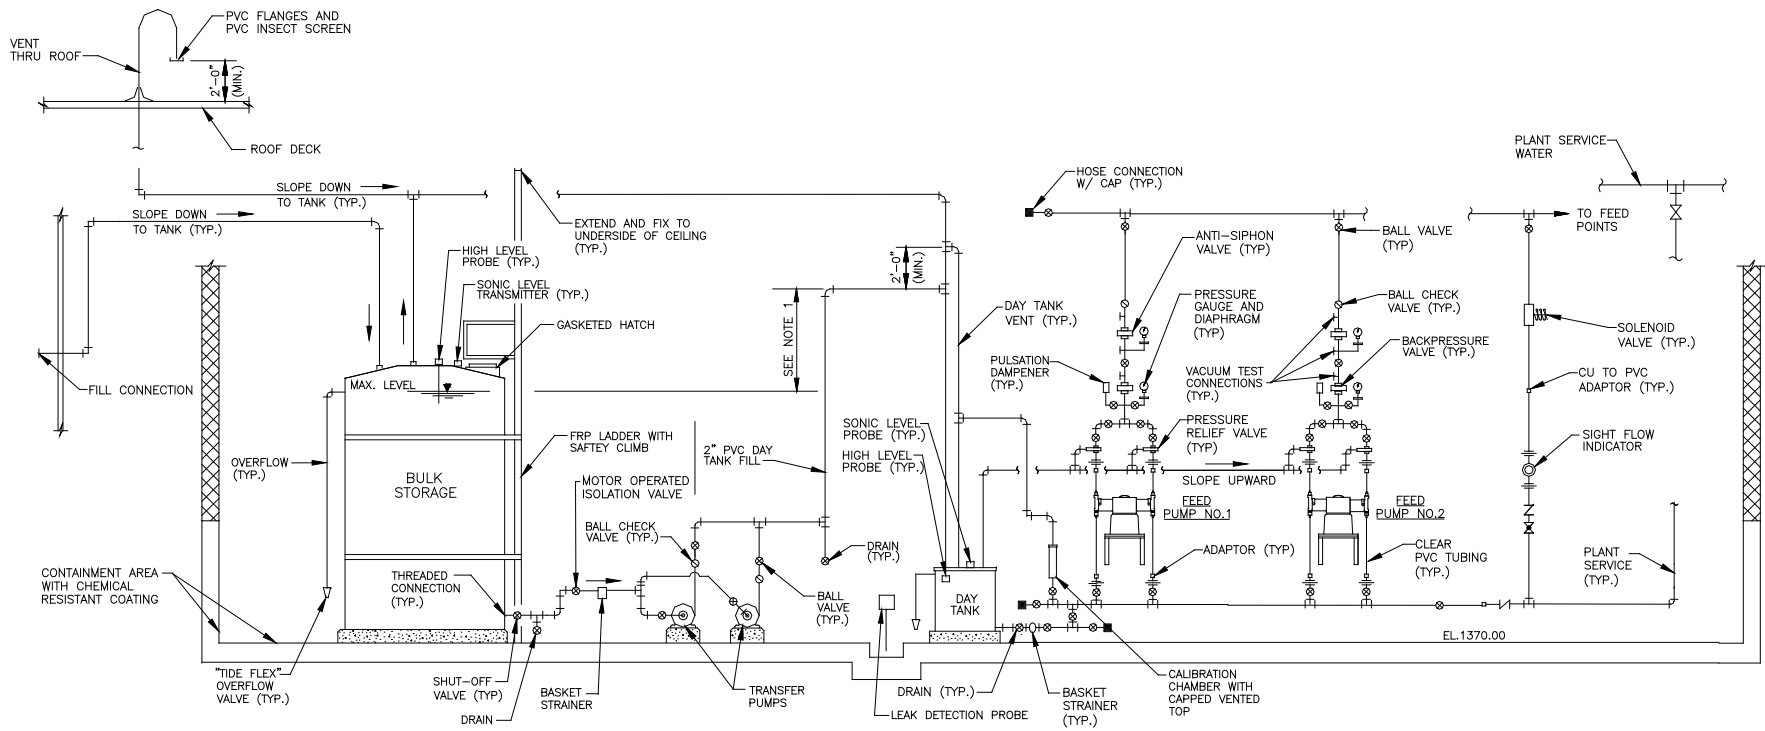 PVC FLANGES AND
PVC INSECT SCREEN
VENT
THRU ROOF
2'-0"
(MIN.)
ROOF DECK
SLOPE DOWN
TO TANK (TYP.)
SLOPE DOWN
TO TANK (TYP.)
FILL CONNECTION
HIGH LEVEL
PROBE (TYP.)
SONIC LEVEL
TRANSMITTER (TYP.)
GASKETED HATCH
EXTEND AND FIX TO
UNDERSIDE OF CEILING
(TYP.)
MAX. LEVEL
OVERFLOW
(TYP.)
BULK
STORAGE
FRP LADDER WITH
SAFTEY CLIMB
MOTOR OPERATED
ISOLATION VALVE
BALL CHECK
VALVE (TYP.)
2" PVC DAY
TANK FILL
SEE NOTE 1
2'-0"
(MIN.)
DAY TANK
VENT (TYP.)
HOSE CONNECTION
W/ CAP (TYP.)
ANTI-SIPHON
VALVE (TYP)
PRESSURE
GAUGE AND
DIAPHRAGM
(TYP)
PULSATION
DAMPENER
(TYP.)
VACUUM TEST
CONNECTIONS
(TYP.)
PRESSURE
RELIEF VALVE
(TYP)
BALL VALVE
(TYP)
BALL CHECK
VALVE (TYP.)
BACKPRESSURE
VALVE (TYP.)
TO FEED
POINTS
PLANT SERVICE
WATER
SOLENOID
VALVE (TYP.)
CU TO PVC
ADAPTOR (TYP.)
SIGHT FLOW
INDICATOR
SONIC LEVEL
PROBE (TYP.)
HIGH LEVEL
PROBE (TYP.)
SLOPE UPWARD
FEED
PUMP NO.1
FEED
PUMP NO.2
ADAPTOR (TYP)
CLEAR
PVC TUBING
(TYP.)
PLANT
SERVICE
(TYP.)
CONTAINMENT AREA
WITH CHEMICAL
RESISTANT COATING
THREADED
CONNECTION
(TYP.)
DRAIN
(TYP.)
BALL
VALVE
(TYP.)
DAY
TANK
EL.1370.00
"TIDE FLEX"
OVERFLOW
VALVE (TYP.)
SHUT-OFF
VALVE (TYP)
DRAIN
BASKET
STRAINER
TRANSFER
PUMPS
DRAIN (TYP.)
LEAK DETECTION PROBE
BASKET
STRAINER
(TYP.)
CALIBRATION
CHAMBER WITH
CAPPED VENTED
TOP